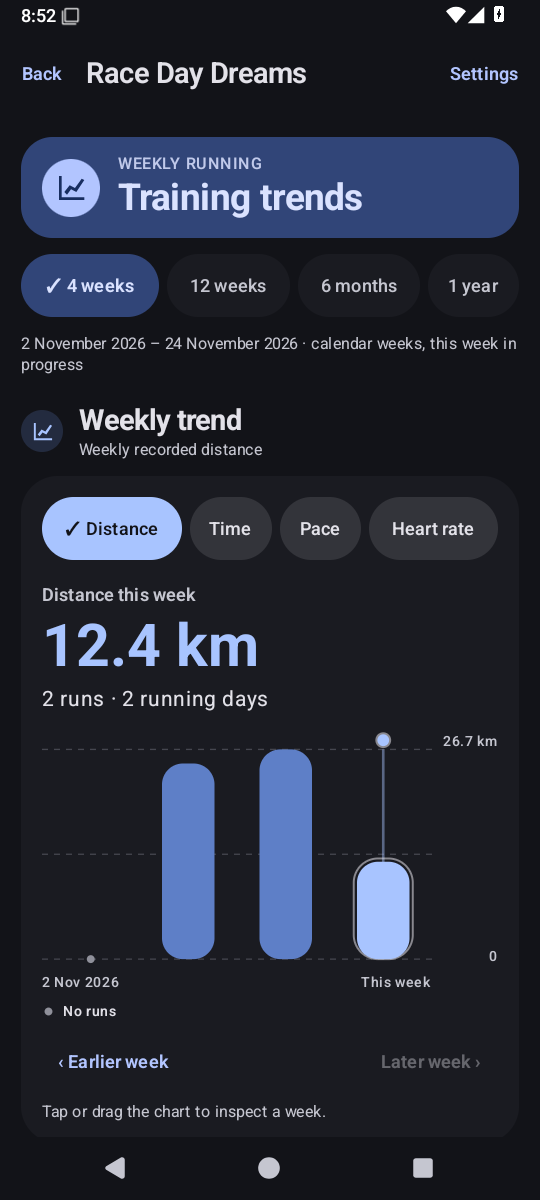 8:52
Back Race Day Dreams Settings
WEEKLY RUNNING
Training trends
✓ 4 weeks 12 weeks 6 months 1 year
2 November 2026 – 24 November 2026 · calendar weeks, this week in
progress
Weekly trend
Weekly recorded distance
✓ Distance Time Pace Heart rate
Distance this week
12.4 km
2 runs · 2 running days
26.7 km
0
2 Nov 2026 This week
No runs
‹ Earlier week Later week ›
Tap or drag the chart to inspect a week.